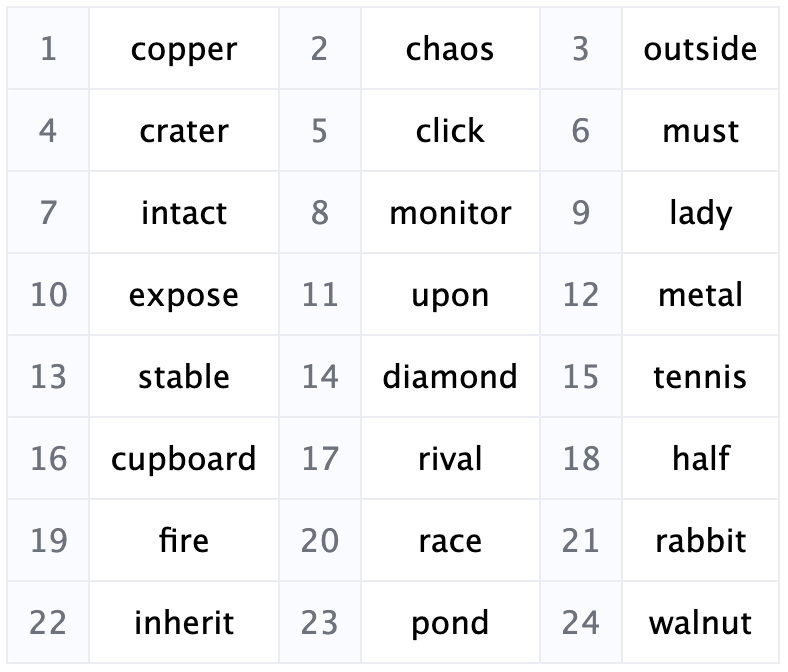 1 copper 2 chaos 3 outside
4 crater 5 click 6 must
7 intact 8 monitor 9 lady
10 expose 11 upon 12 metal
13 stable 14 diamond 15 tennis
16 cupboard 17 rival 18 half
19 fire 20 race 21 rabbit
22 inherit 23 pond 24 walnut